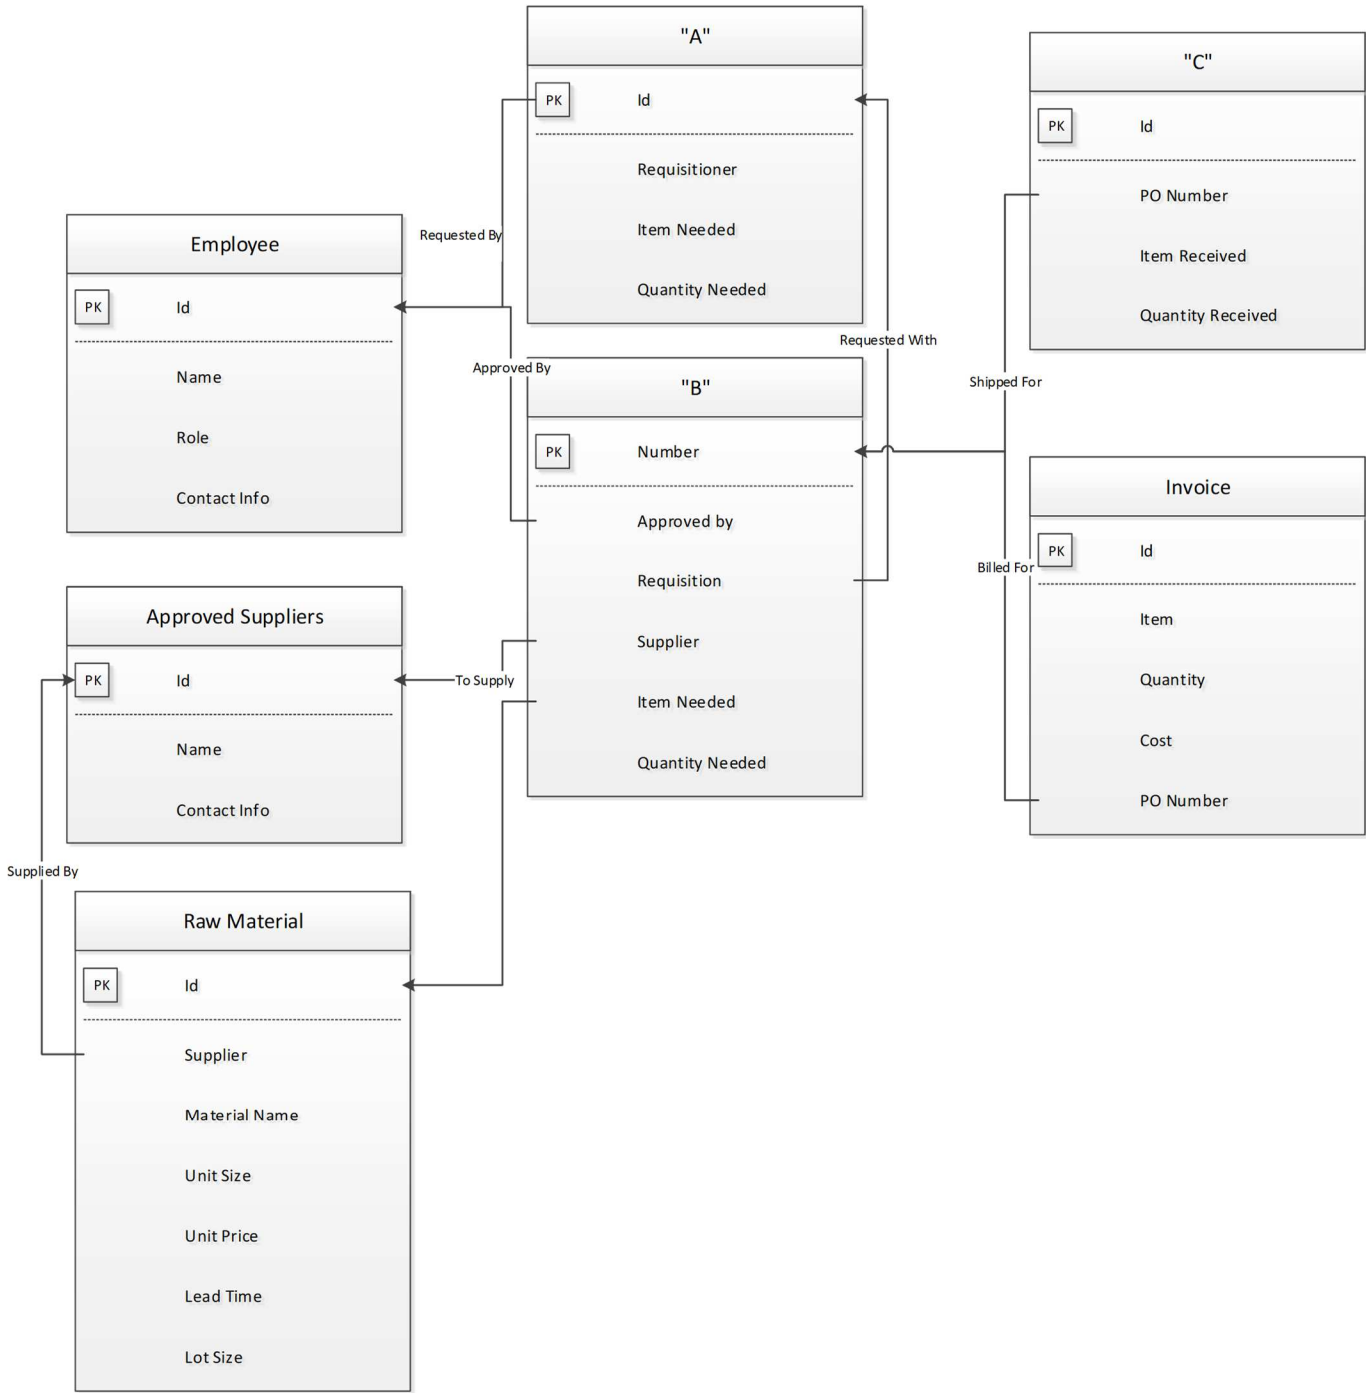 "A"
PK
Id
Requisitioner
Item Needed
Quantity Needed
"C"
PK
Id
PO Number
Item Received
Quantity Received
Employee
PK
Id
Name
Role
Contact Info
Requested By
Approved By
Requested With
Shipped For
"B"
PK
Number
Approved by
Requisition
Supplier
Item Needed
Quantity Needed
Invoice
PK
Id
Item
Quantity
Cost
PO Number
Billed For
Approved Suppliers
PK
Id
Name
Contact Info
To Supply
Supplied By
Raw Material
PK
Id
Supplier
Material Name
Unit Size
Unit Price
Lead Time
Lot Size